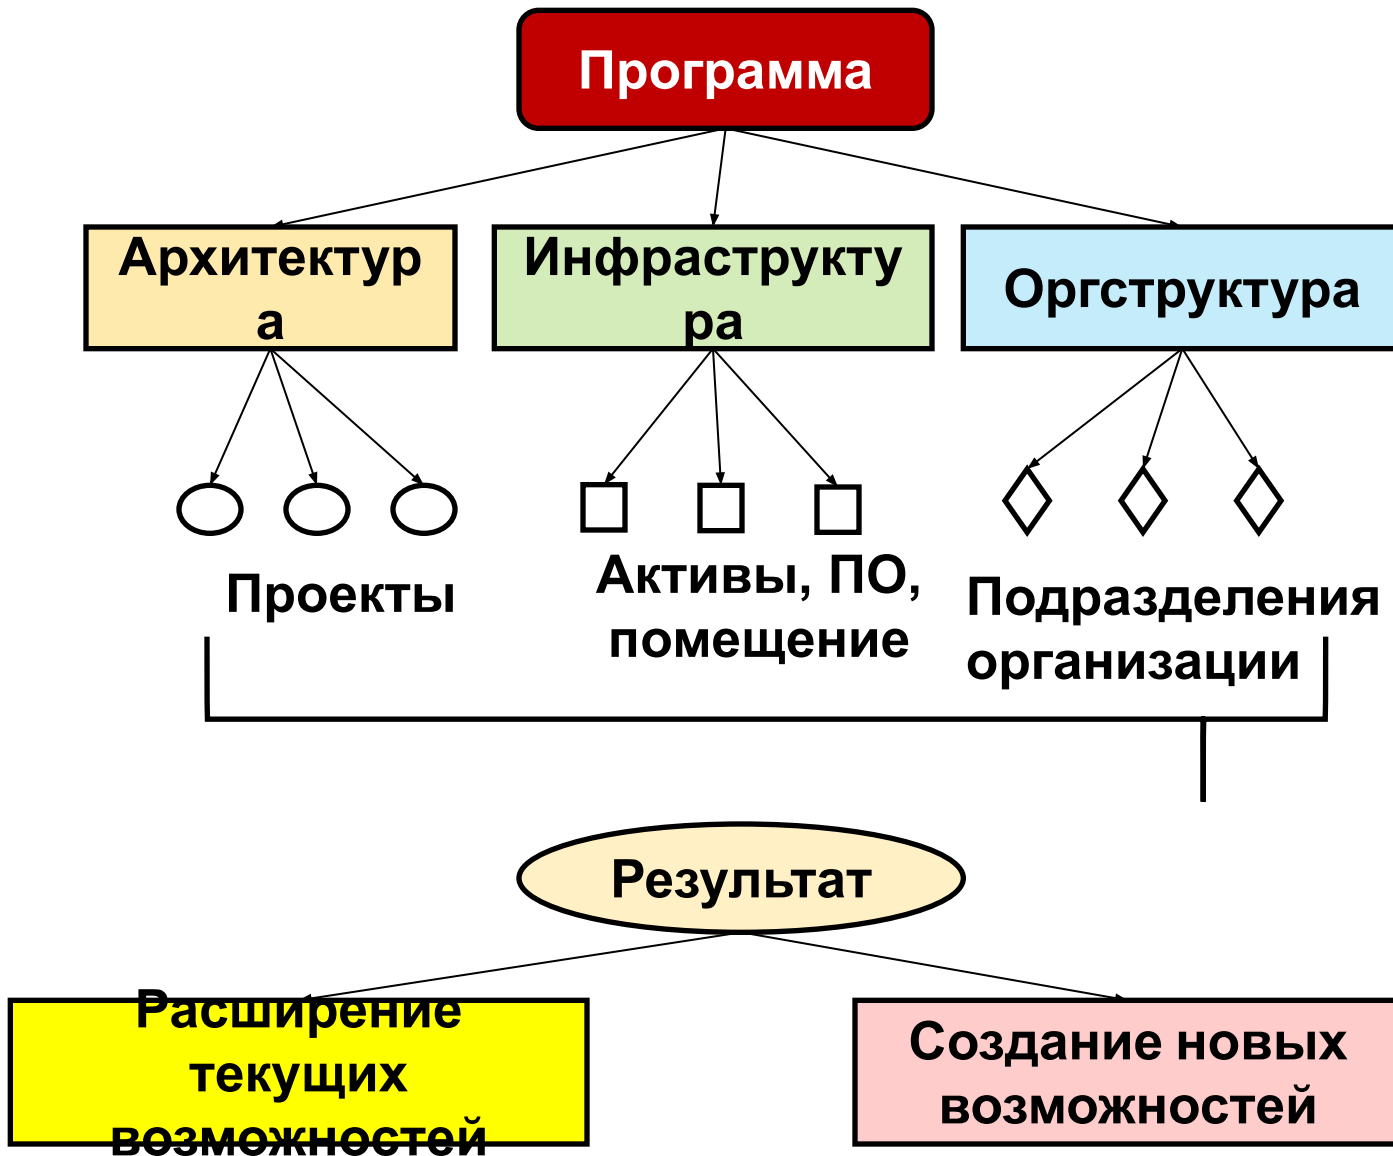 Программа
Архитектур
а
Инфраструкту
ра
Оргструктура
Проекты
Активы, ПО,
помещение
Подразделения
организации
Результат
Расширение
текущих
возможностей
Создание новых
возможностей